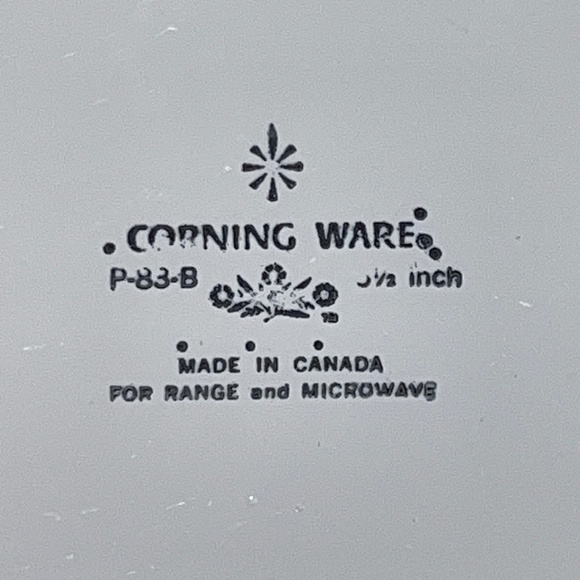 CORNING WARE®
P-83-B ½ inch
MADE IN CANADA
FOR RANGE and MICROWAVE